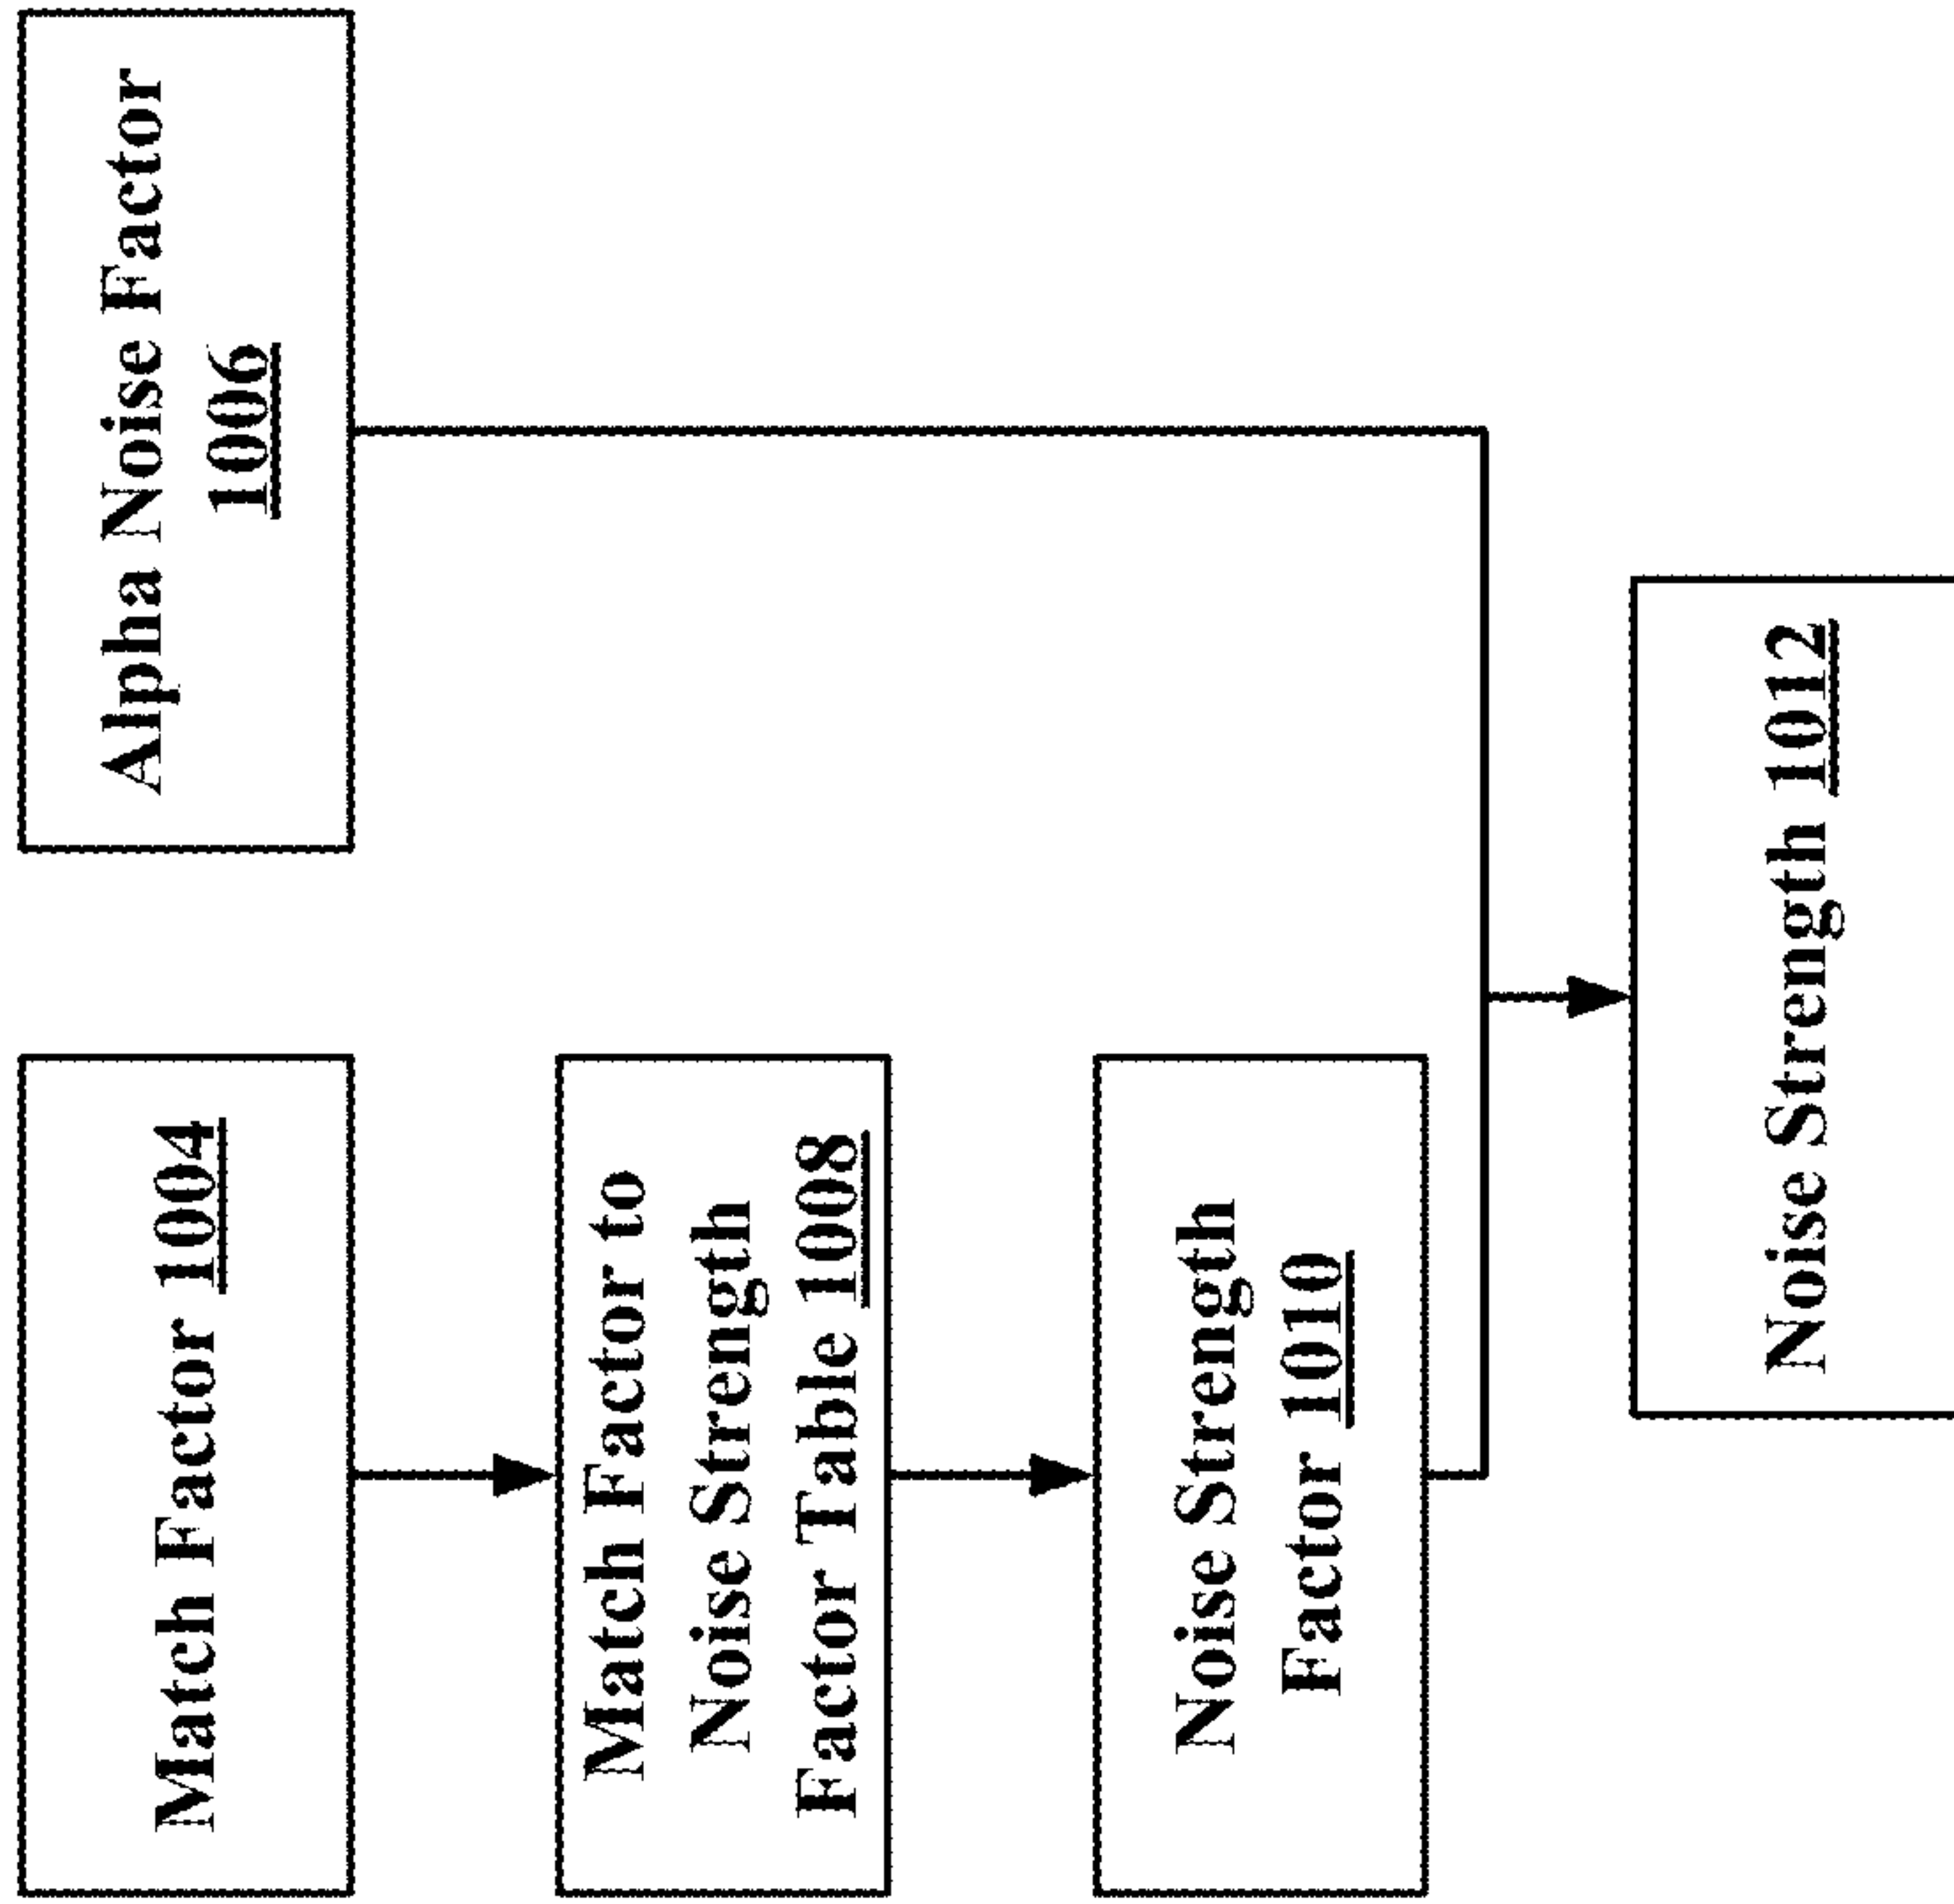 Match Factor 1004
Alpha Noise Factor
1006
Match Factor to
Noise Strength
Factor Table 1008
Noise Strength
Factor 1010
Noise Strength 1012